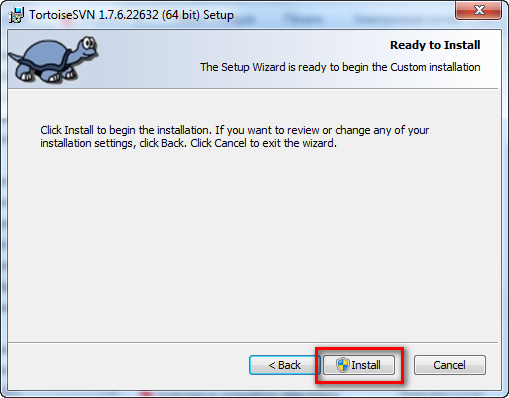 TortoiseSVN 1.7.6.22632 (64 bit) Setup
Ready to Install
The Setup Wizard is ready to begin the Custom installation
Click Install to begin the installation. If you want to review or change any of your
installation settings, click Back. Click Cancel to exit the wizard.
< Back Install Cancel